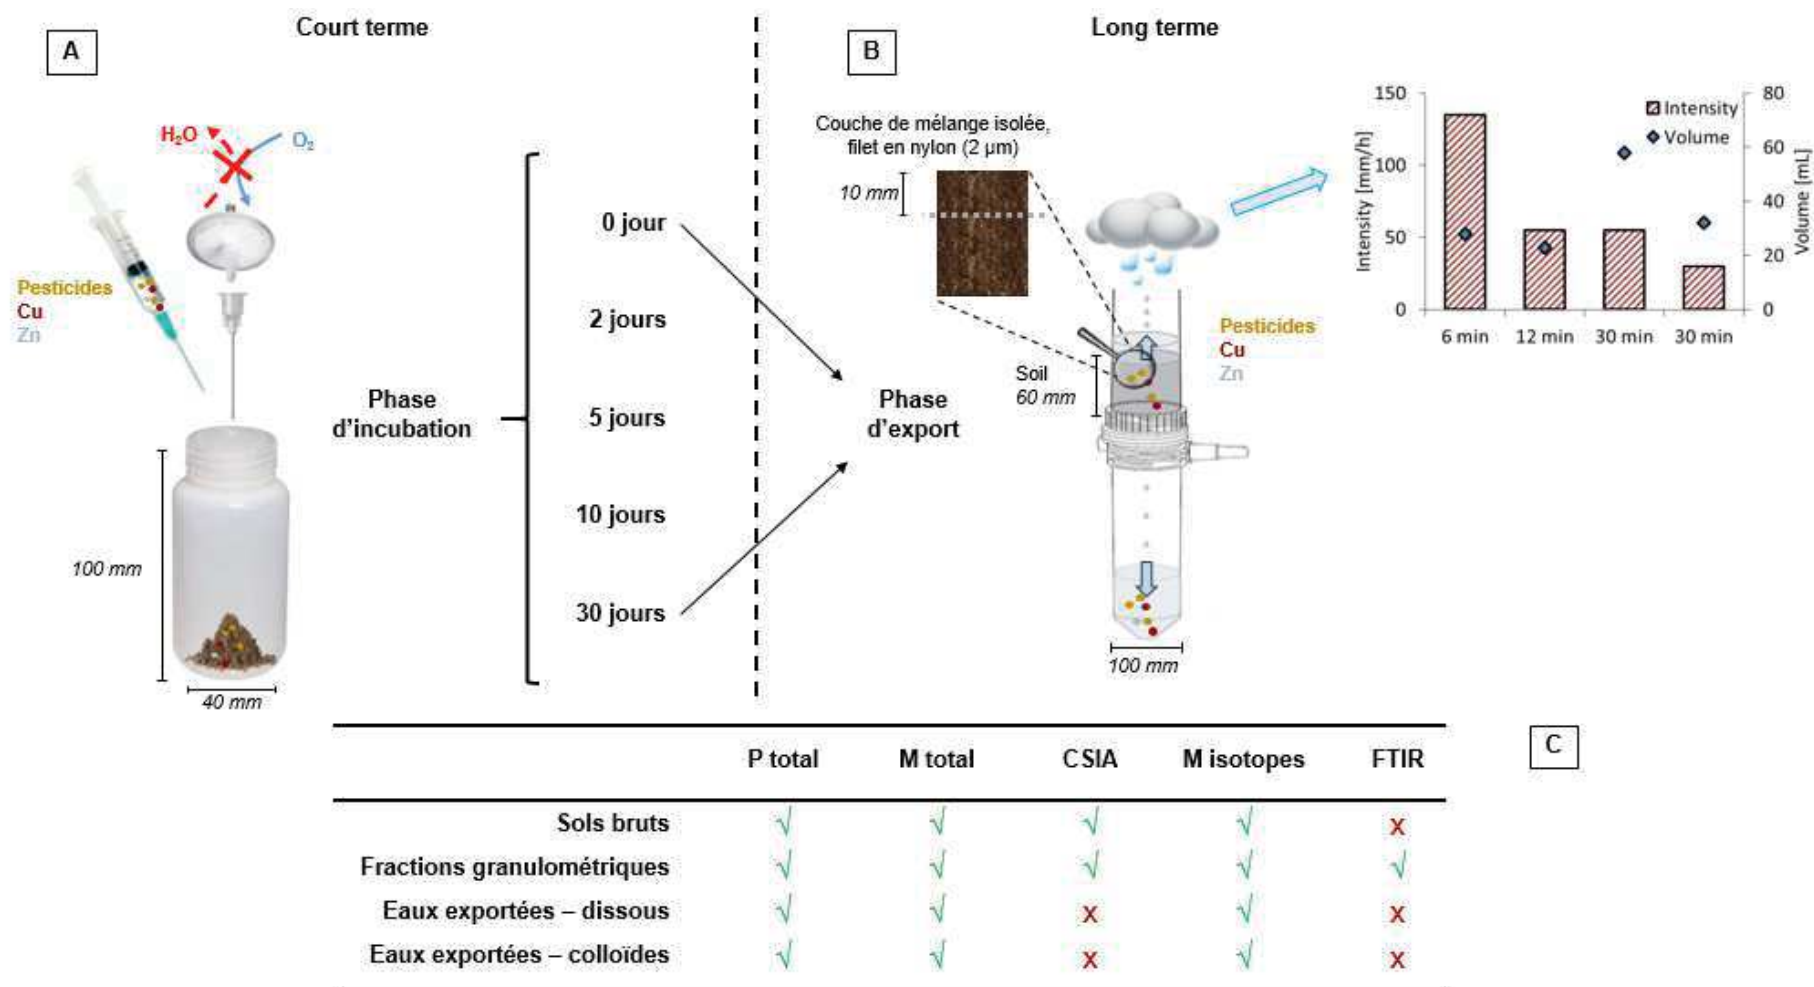 A
Court terme
H₂O
O₂
Pesticides
Cu
Zn
100 mm
40 mm
Phase
d'incubation
0 jour
2 jours
5 jours
10 jours
30 jours
B
Long terme
Couche de mélange isolée,
filet en nylon (2 µm)
10 mm
Soil
60 mm
Pesticides
Cu
Zn
Phase
d'export
100 mm
Intensity [mm/h]
150
100
50
0
Intensity
Volume
80
60
40
20
0
Volume [mL]
6 min 12 min 30 min 30 min
C
P total M total CSIA M isotopes FTIR
Sols bruts √ √ √ √ x
Fractions granulométriques √ √ √ √ √
Eaux exportées – dissous √ √ x √ x
Eaux exportées – colloïdes √ √ x √ x